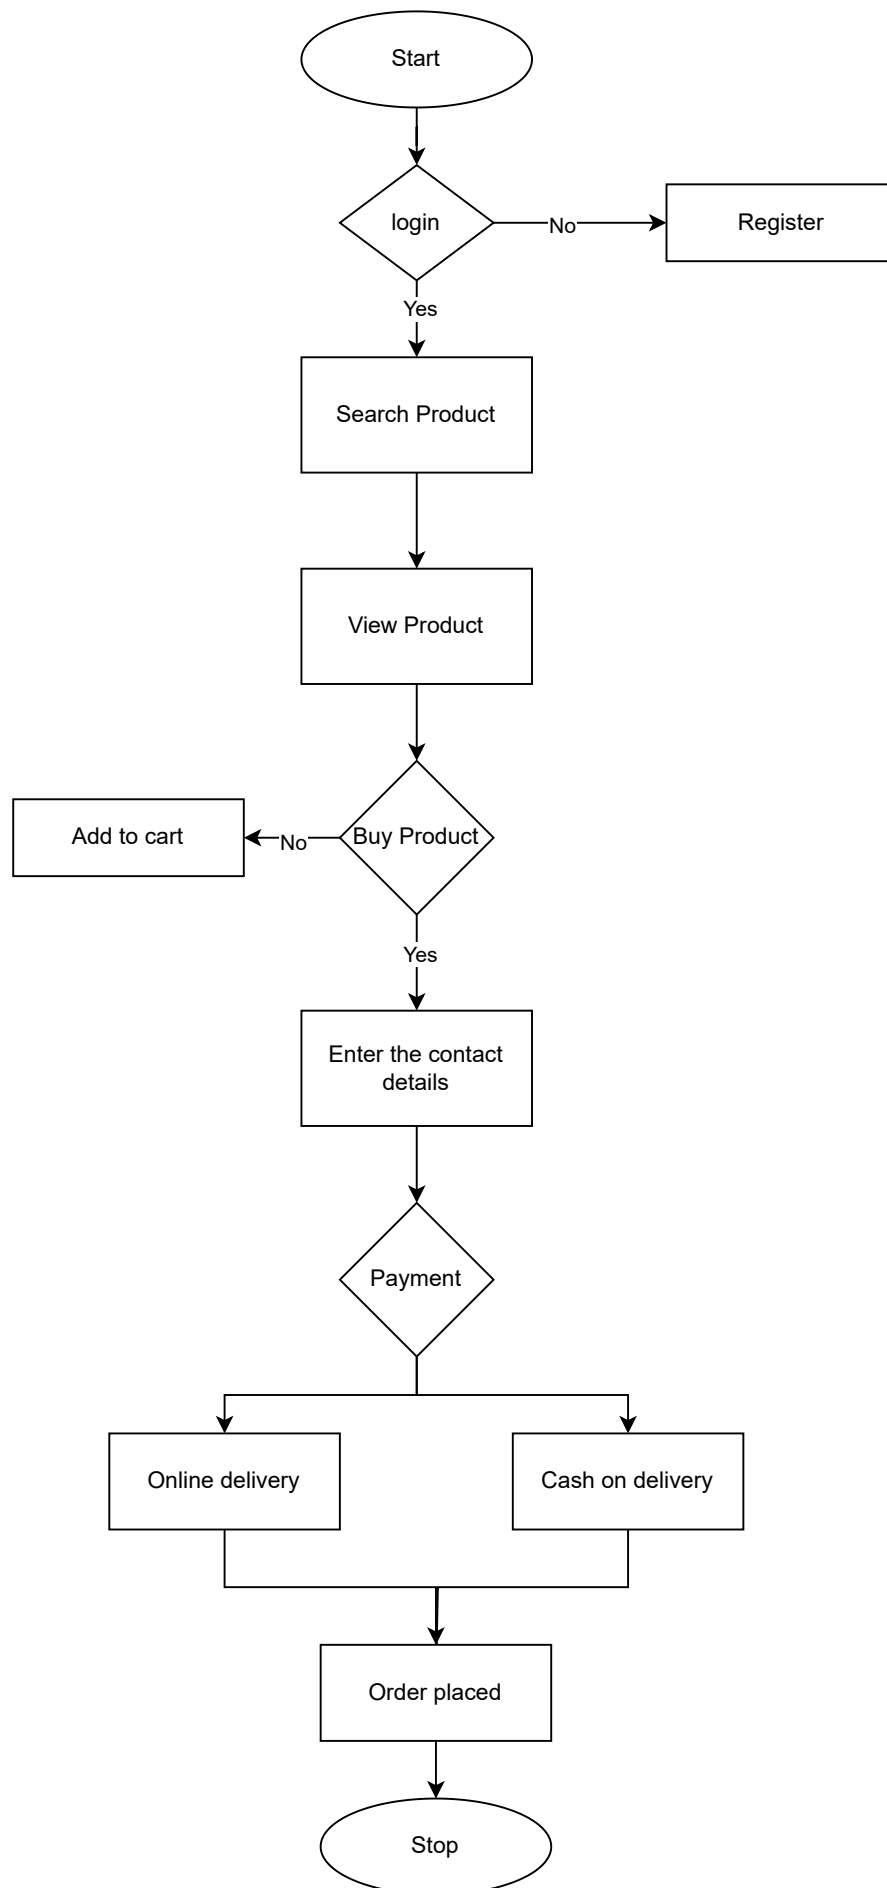 Start
login
No
Register
Yes
Search Product
View Product
Add to cart
No
Buy Product
Yes
Enter the contact
details
Payment
Online delivery
Cash on delivery
Order placed
Stop